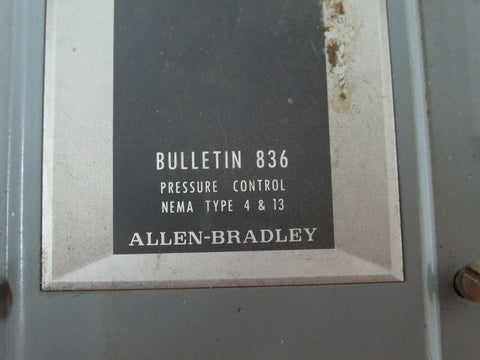 BULLETIN 836
PRESSURE CONTROL
NEMA TYPE 4 & 13
ALLEN-BRADLEY